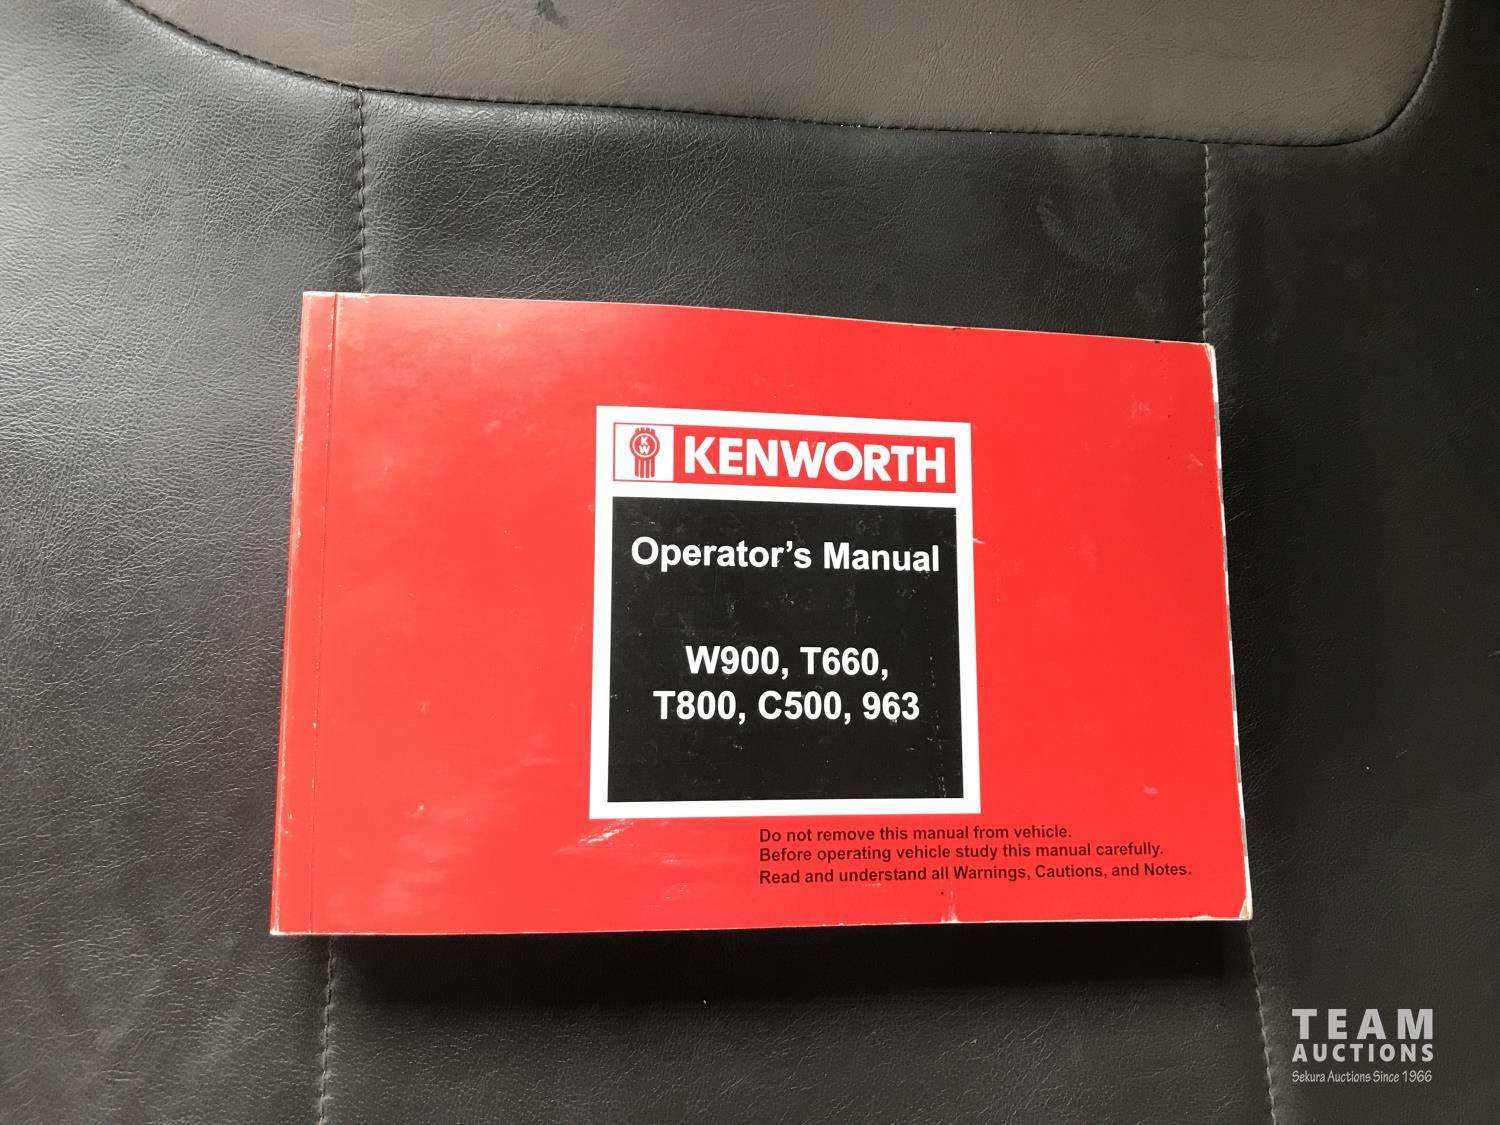 KW
KENWORTH
Operator's Manual
W900, T660,
T800, C500, 963
Do not remove this manual from vehicle.
Before operating vehicle study this manual carefully.
Read and understand all Warnings, Cautions, and Notes.
TEAM
AUCTIONS
Sekura Auctions Since 1966